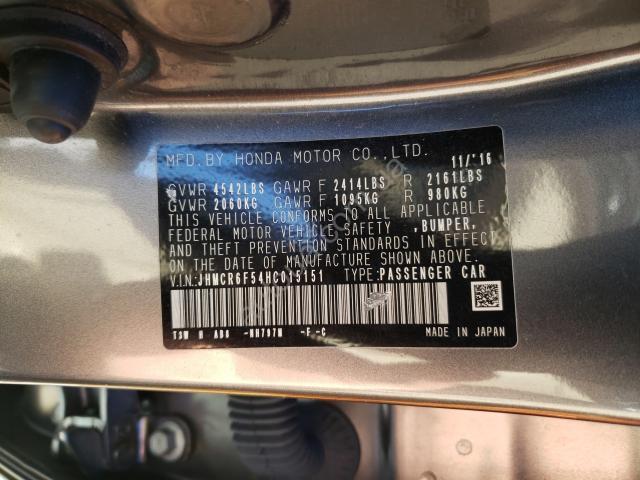 MFD.BY HONDA MOTOR CO.,LTD. 11/'16
GVWR 4542LBS GAWR F 2414LBS R 2161LBS
GVWR 2060KG GAWR F 1095KG R 980KG
THIS VEHICLE CONFORMS TO ALL APPLICABLE
FEDERAL MOTOR VEHICLE SAFETY ,BUMPER,
AND THEFT PREVENTION STANDARDS IN EFFECT
ON THE DATE OF MANUFACTURE SHOWN ABOVE.
V.I.N:JHMCR6F54HC015151 TYPE:PASSENGER CAR
-NH797M -F -C MADE IN JAPAN